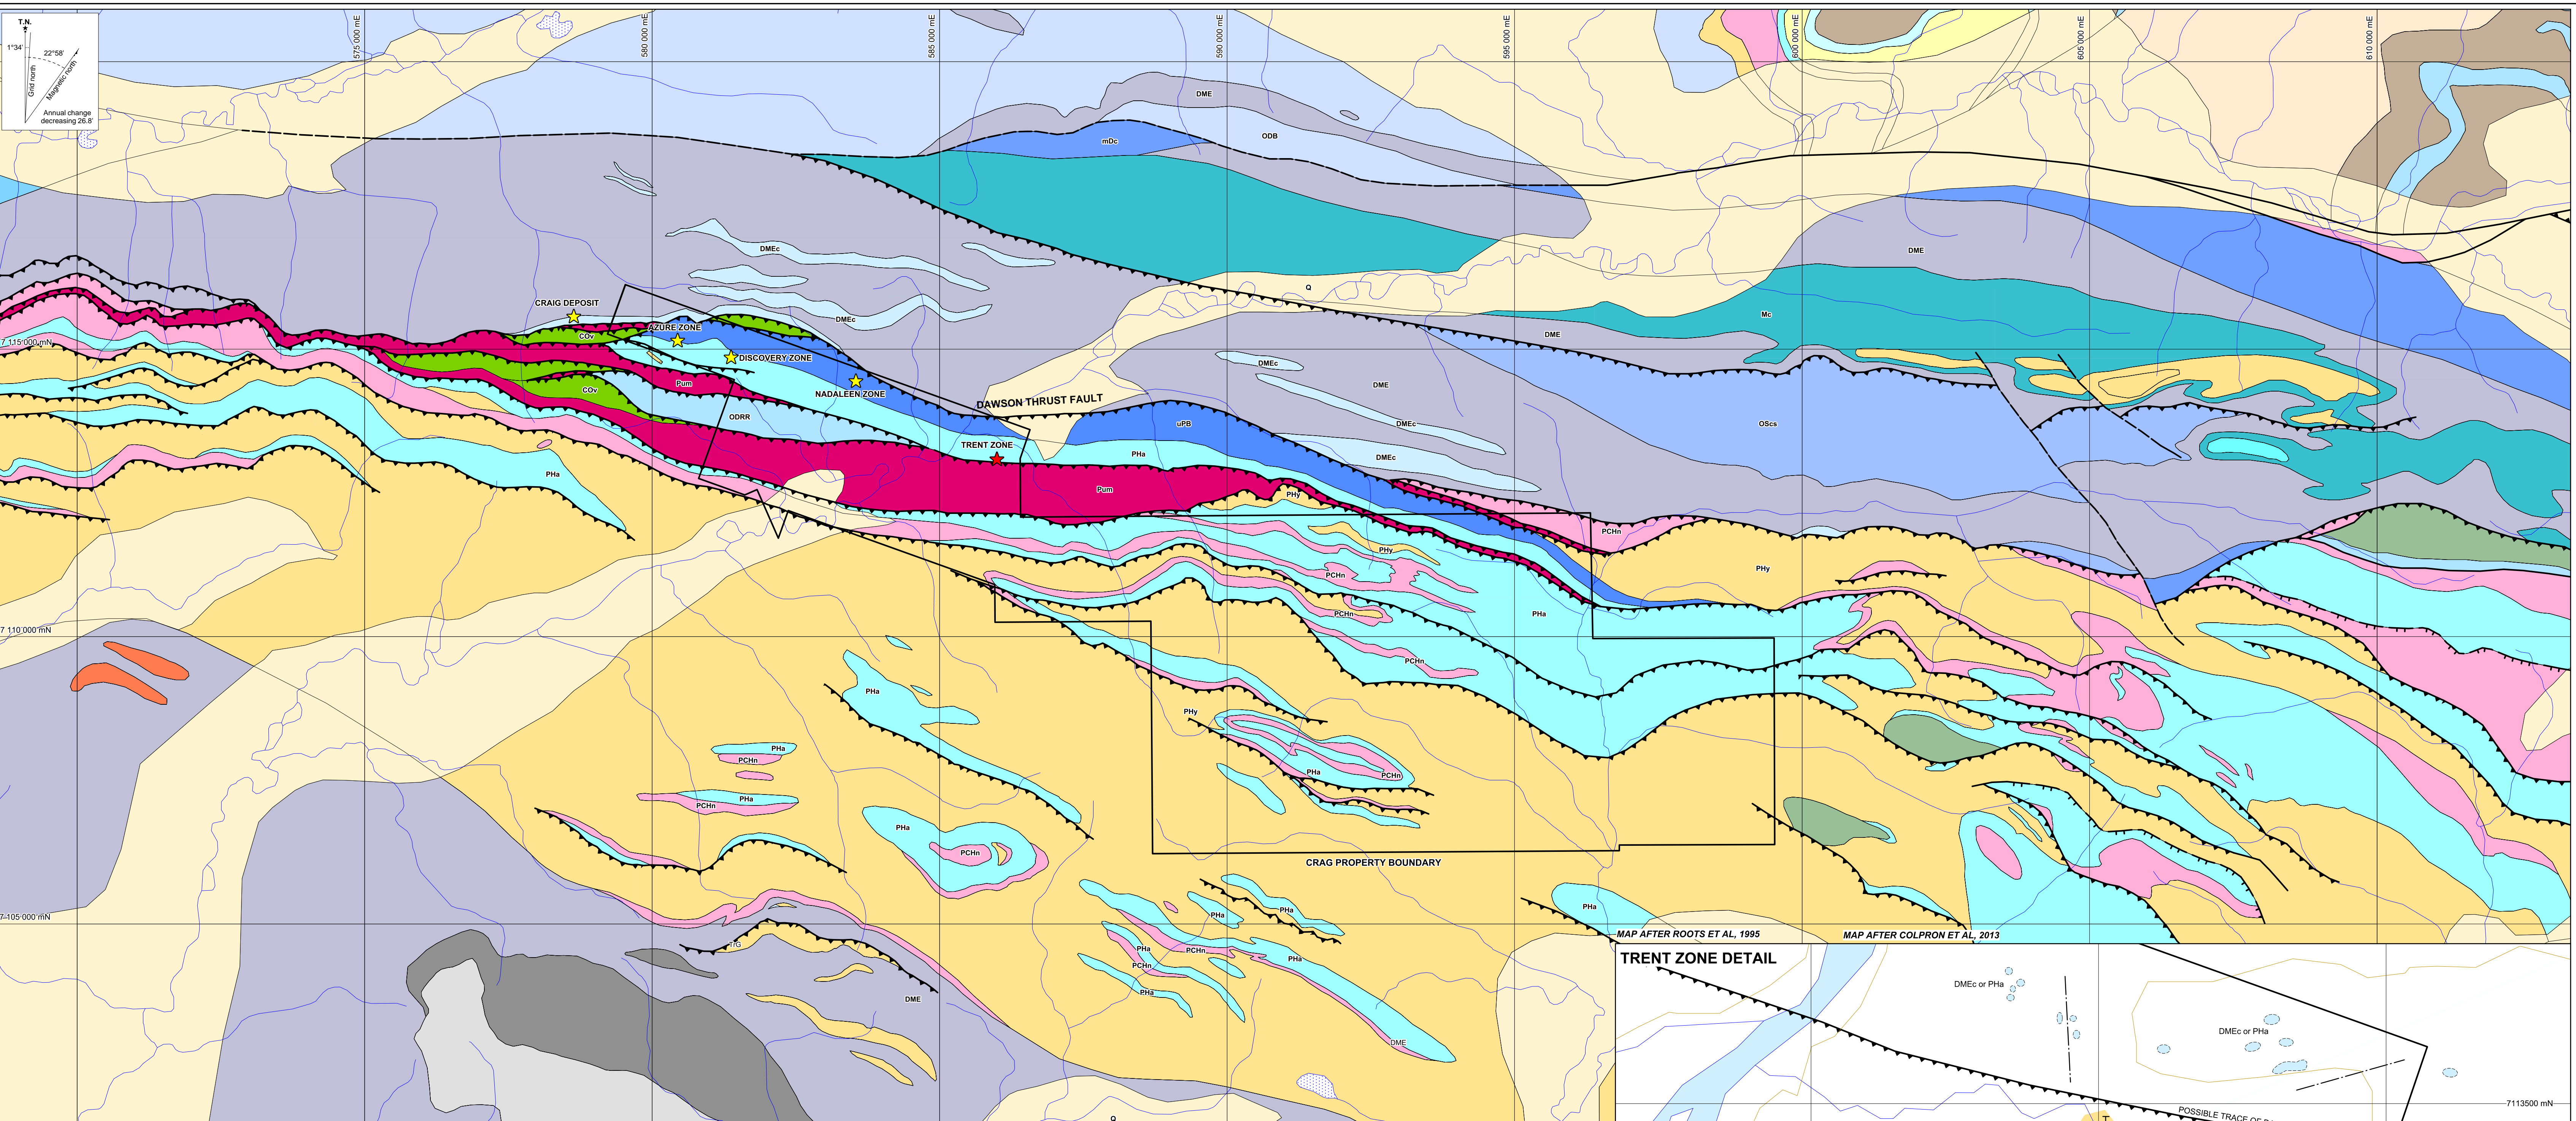 T.N.
1°34'
22°58'
Grid north
Magnetic north
Annual change
decreasing 26.8'
575 000 mE
580 000 mE
585 000 mE
590 000 mE
595 000 mE
600 000 mE
605 000 mE
610 000 mE
DME
mDc
ODB
DMEc
DME
Q
CRAIG DEPOSIT
DMEc
Mc
AZURE ZONE
COv
DME
7 115 000 mN
DISCOVERY ZONE
DMEc
Pum
DME
COv
NADALEEN ZONE
DAWSON THRUST FAULT
ODRR
uPB
DMEc
OScs
TRENT ZONE
PHa
DMEc
PHa
Pum
PHy
PCHn
PHy
PHy
PCHn
PCHn
PHa
7 110 000 mN
PCHn
PHa
PHy
PHa
PCHn
PHa
PCHn
PHa
PCHn
PHa
PCHn
CRAG PROPERTY BOUNDARY
PHa
PHa
PHa
7 105 000 mN
MAP AFTER ROOTS ET AL, 1995
MAP AFTER COLPRON ET AL, 2013
PHa
PCHn
PHa
PCHn
TRENT ZONE DETAIL
DMEc or PHa
PHa
DME
DMEc or PHa
DME
7113500 mN
Q
T
POSSIBLE TRACE OF